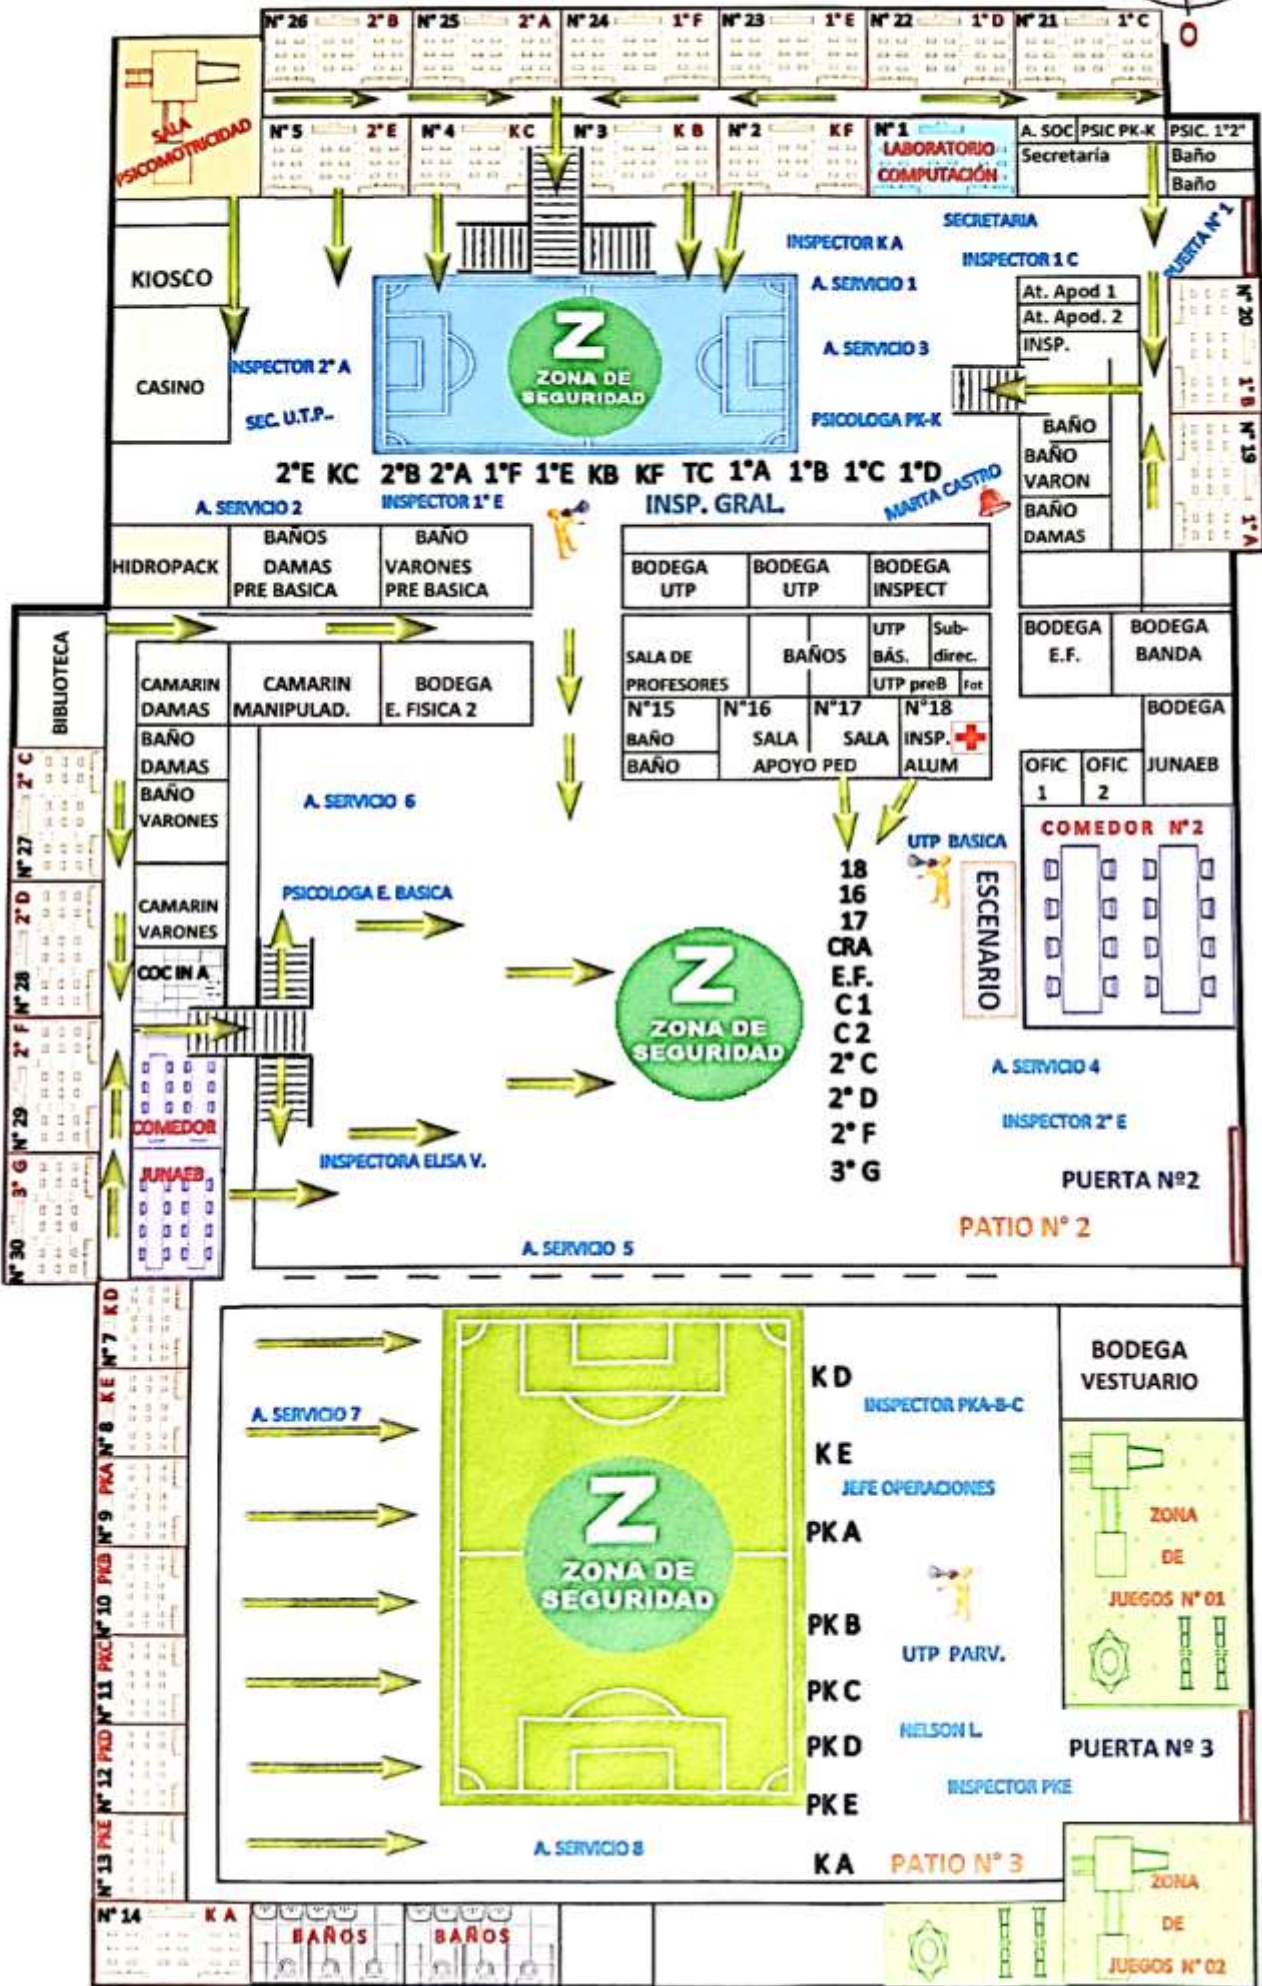 O
N° 26 2° B N° 25 2° A N° 24 1° F N° 23 1° E N° 22 1° D N° 21 1° C
SALA
PSICOMOTRICIDAD
N° 5 2° E N° 4 K C N° 3 K B N° 2 K F N° 1
LABORATORIO
COMPUTACIÓN
A. SOC PSIC PK-K PSIC. 1°2°
Secretaría Baño
Baño
PUERTA N° 1
SECRETARIA
INSPECTOR K A
INSPECTOR 1 C
KIOSCO
A. SERVICIO 1
At. Apod 1
At. Apod. 2
INSP.
N° 20 1° B
Z
ZONA DE
SEGURIDAD
A. SERVICIO 3
INSPECTOR 2° A
CASINO
SEC. U.T.P..
PSICOLOGA PK-K
BAÑO
BAÑO
VARON
BAÑO
DAMAS
N° 19 1° A
2°E KC 2°B 2°A 1°F 1°E KB KF TC 1°A 1°B 1°C 1°D
A. SERVICIO 2
INSPECTOR 1° E
INSP. GRAL.
MARTA CASTRO
HIDROPACK
BAÑOS
DAMAS
PRE BASICA
BAÑO
VARONES
PRE BASICA
BODEGA
UTP
BODEGA
UTP
BODEGA
INSPECT
BIBLIOTECA
SALA DE
PROFESORES
BAÑOS
UTP
BÁS.
Sub-
direc.
UTP preB Fot
BODEGA
E.F.
BODEGA
BANDA
CAMARIN
DAMAS
CAMARIN
MANIPULAD.
BODEGA
E. FISICA 2
N°15
BAÑO
BAÑO
N°16 N°17
SALA SALA
APOYO PED
N°18
INSP.
ALUM
BODEGA
JUNAEB
OFIC
1
OFIC
2
BAÑO
DAMAS
BAÑO
VARONES
N° 27 2° C
A. SERVICIO 6
COMEDOR N°2
UTP BASICA
ESCENARIO
PSICOLOGA E. BASICA
CAMARIN
VARONES
N° 28 2° D
COC IN A
18
16
17
CRA
E.F.
C 1
C 2
2° C
2° D
2° F
3° G
Z
ZONA DE
SEGURIDAD
N° 29 2° F
COMEDOR
JUNAEB
N° 30 3° G
A. SERVICIO 4
INSPECTOR 2° E
INSPECTORA ELISA V.
PUERTA Nº2
PATIO N° 2
A. SERVICIO 5
N° 7 KD
N° 8 KE
N° 9 PKA
N° 10 PKB
N° 11 PKC
N° 12 PKD
N° 13 PKE
A. SERVICIO 7
Z
ZONA DE
SEGURIDAD
K D
K E
PK A
PK B
PK C
PK D
PK E
K A
INSPECTOR PKA-B-C
JEFE OPERACIONES
UTP PARV.
NELSON L.
INSPECTOR PKE
BODEGA
VESTUARIO
ZONA
DE
JUEGOS N° 01
PUERTA Nº 3
A. SERVICIO 8
PATIO N° 3
ZONA
DE
JUEGOS N° 02
N° 14 K A
BAÑOS BAÑOS